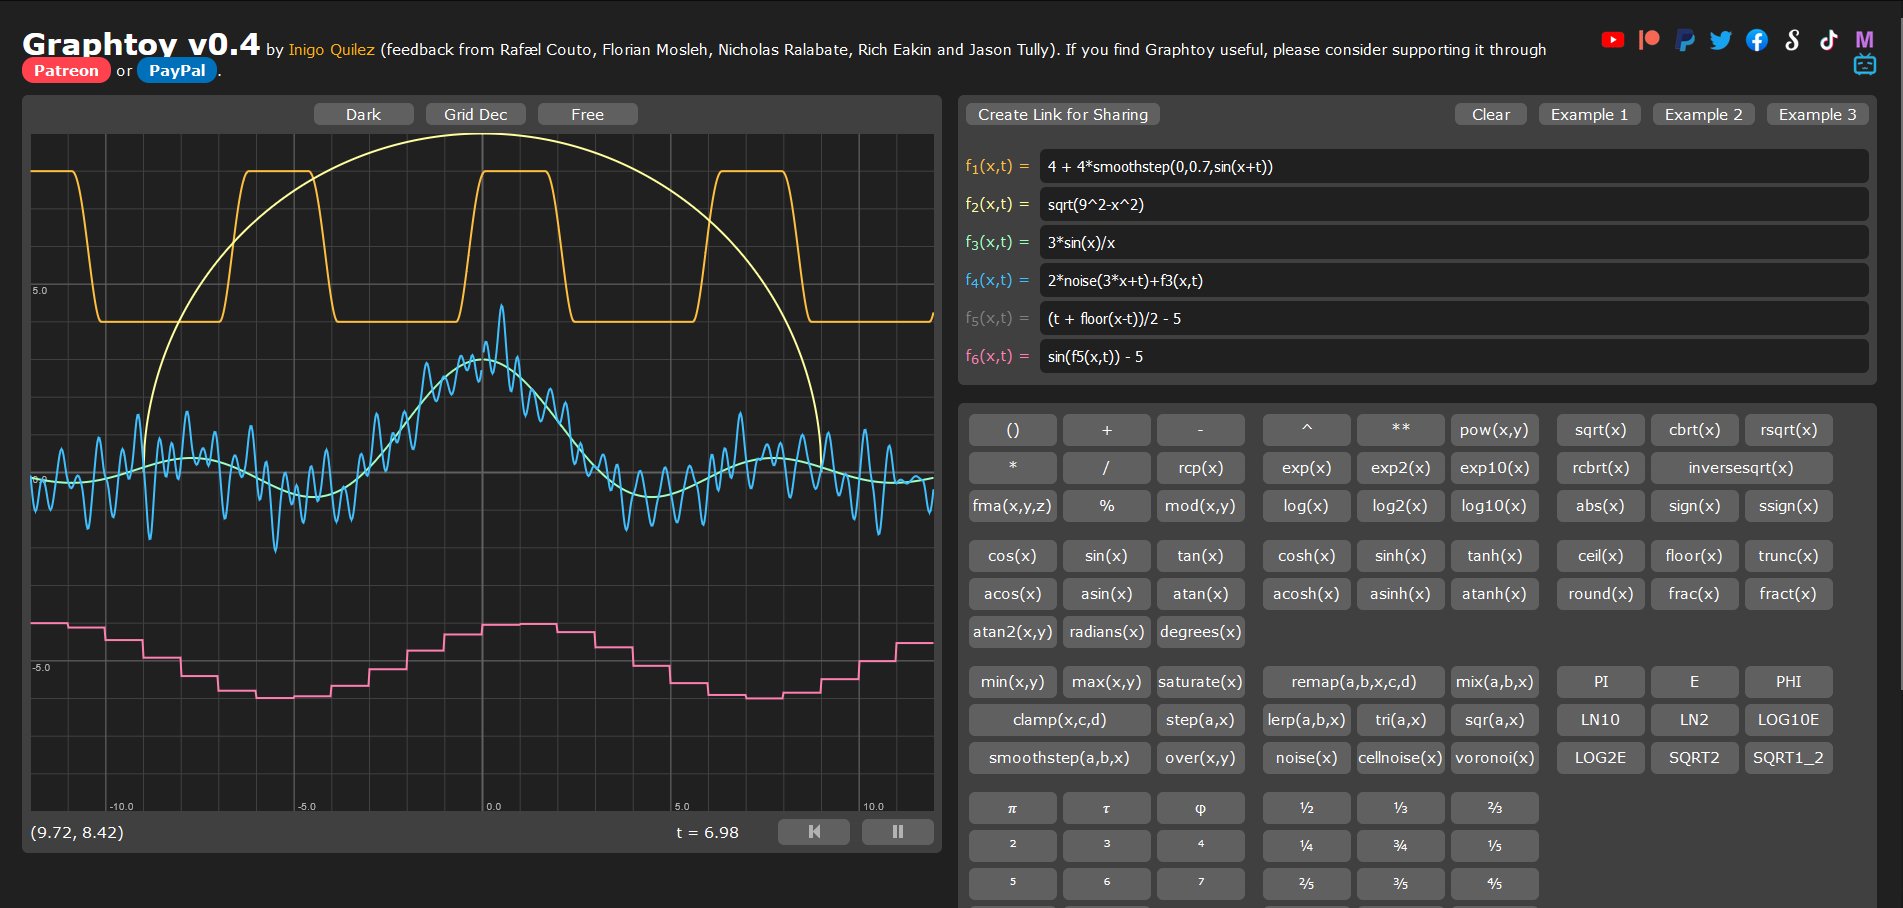 Graphtoy v0.4 by Inigo Quilez (feedback from Rafæl Couto, Florian Mosleh, Nicholas Ralabate, Rich Eakin and Jason Tully). If you find Graphtoy useful, please consider supporting it through
Patreon or PayPal.
Dark Grid Dec Free
5.0
0.0
-5.0
-10.0 -5.0 0.0 5.0 10.0
(9.72, 8.42) t = 6.98
Create Link for Sharing Clear Example 1 Example 2 Example 3
f₁(x,t) = 4 + 4*smoothstep(0,0.7,sin(x+t))
f₂(x,t) = sqrt(9^2-x^2)
f₃(x,t) = 3*sin(x)/x
f₄(x,t) = 2*noise(3*x+t)+f3(x,t)
f₅(x,t) = (t + floor(x-t))/2 - 5
f₆(x,t) = sin(f5(x,t)) - 5
() + - ^ ** pow(x,y) sqrt(x) cbrt(x) rsqrt(x)
* / rcp(x) exp(x) exp2(x) exp10(x) rcbrt(x) inversesqrt(x)
fma(x,y,z) % mod(x,y) log(x) log2(x) log10(x) abs(x) sign(x) ssign(x)
cos(x) sin(x) tan(x) cosh(x) sinh(x) tanh(x) ceil(x) floor(x) trunc(x)
acos(x) asin(x) atan(x) acosh(x) asinh(x) atanh(x) round(x) frac(x) fract(x)
atan2(x,y) radians(x) degrees(x)
min(x,y) max(x,y) saturate(x) remap(a,b,x,c,d) mix(a,b,x) PI E PHI
clamp(x,c,d) step(a,x) lerp(a,b,x) tri(a,x) sqr(a,x) LN10 LN2 LOG10E
smoothstep(a,b,x) over(x,y) noise(x) cellnoise(x) voronoi(x) LOG2E SQRT2 SQRT1_2
π τ φ ½ ⅓ ⅔
² ³ ⁴ ¼ ¾ ⅕
⁵ ⁶ ⁷ ⅖ ⅗ ⅘